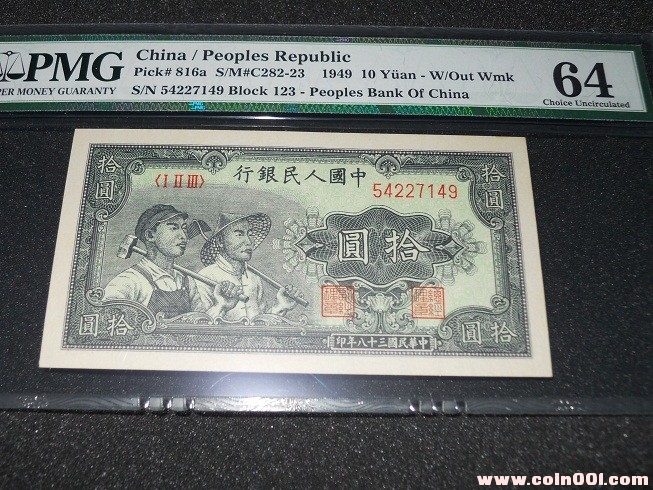 PMG
PER MONEY GUARANTY
China / Peoples Republic
Pick# 816a S/M#C282-23 1949 10 Yüan - W/Out Wmk
S/N 54227149 Block 123 - Peoples Bank Of China
64
Choice Uncirculated
拾圓
拾圓
行銀民人國中
〈I II III〉
54227149
圓拾
圓拾
圓拾
印年八十三國民華中
www.coin001.com